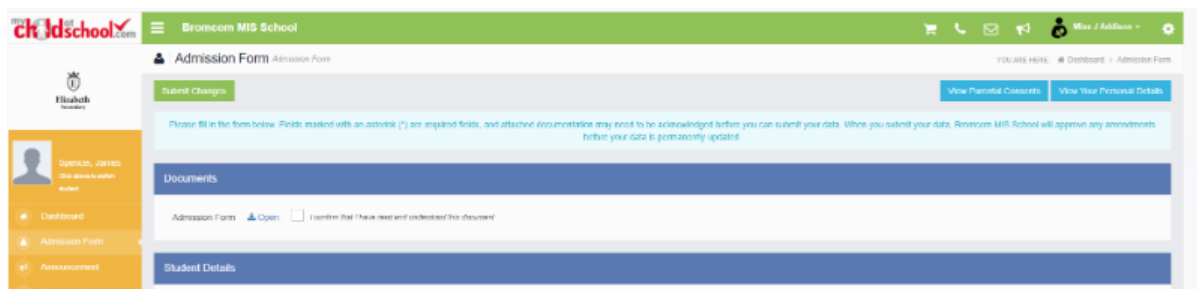 my child at school.com
Bromcom MIS School
Miss J Addison
Admission Form Admission Form
YOU ARE HERE: Dashboard > Admission Form
Elizabeth
Secondary
Submit Changes
View Parental Consents
View Your Personal Details
Please fill in the form below. Fields marked with an asterisk (*) are required fields, and attached documentation may need to be acknowledged before you can submit your data. When you submit your data, Bromcom MIS School will approve any amendments
before your data is permanently updated
Spencer, James
Click above to switch
student
Documents
Admission Form Open I confirm that I have read and understood this document
Dashboard
Admission Form
Announcement
Student Details